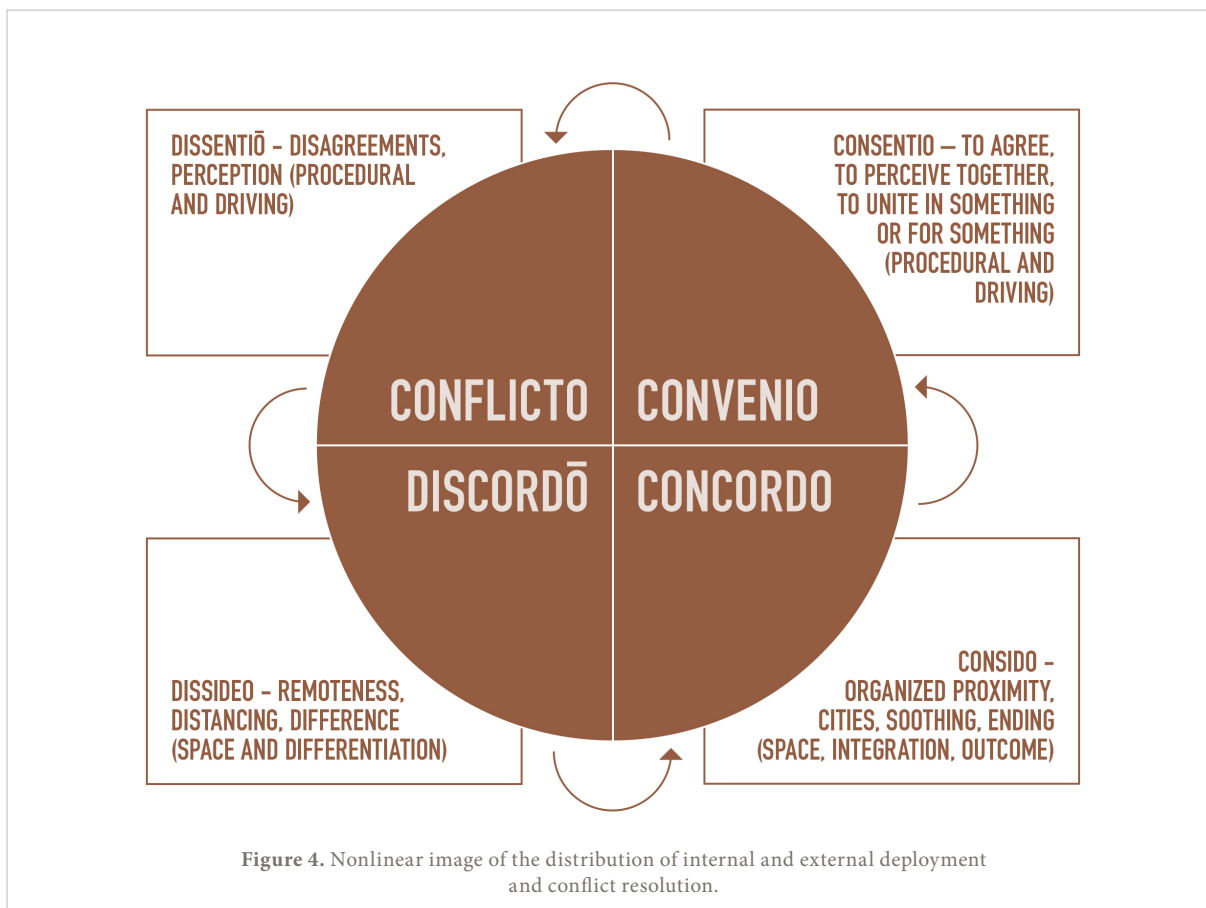 DISSENTIŌ – DISAGREEMENTS,
PERCEPTION (PROCEDURAL
AND DRIVING)
CONSENTIO — TO AGREE,
TO PERCEIVE TOGETHER,
TO UNITE IN SOMETHING
OR FOR SOMETHING
(PROCEDURAL AND
DRIVING)
CONFLICTO
CONVENIO
DISCORDŌ
CONCORDO
DISSIDEO – REMOTENESS,
DISTANCING, DIFFERENCE
(SPACE AND DIFFERENTIATION)
CONSIDO –
ORGANIZED PROXIMITY,
CITIES, SOOTHING, ENDING
(SPACE, INTEGRATION, OUTCOME)
Figure 4. Nonlinear image of the distribution of internal and external deployment
and conflict resolution.